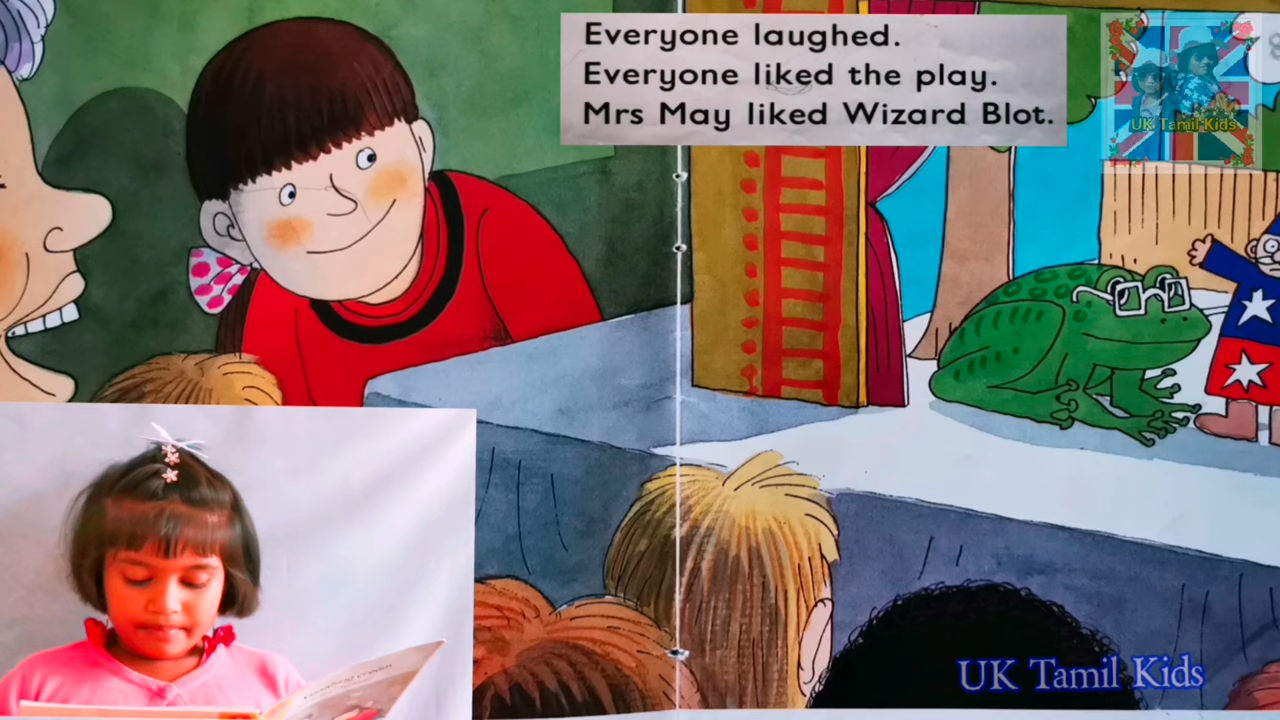 Everyone laughed.
Everyone liked the play.
Mrs May liked Wizard Blot.
UK Tamil Kids
UK Tamil Kids